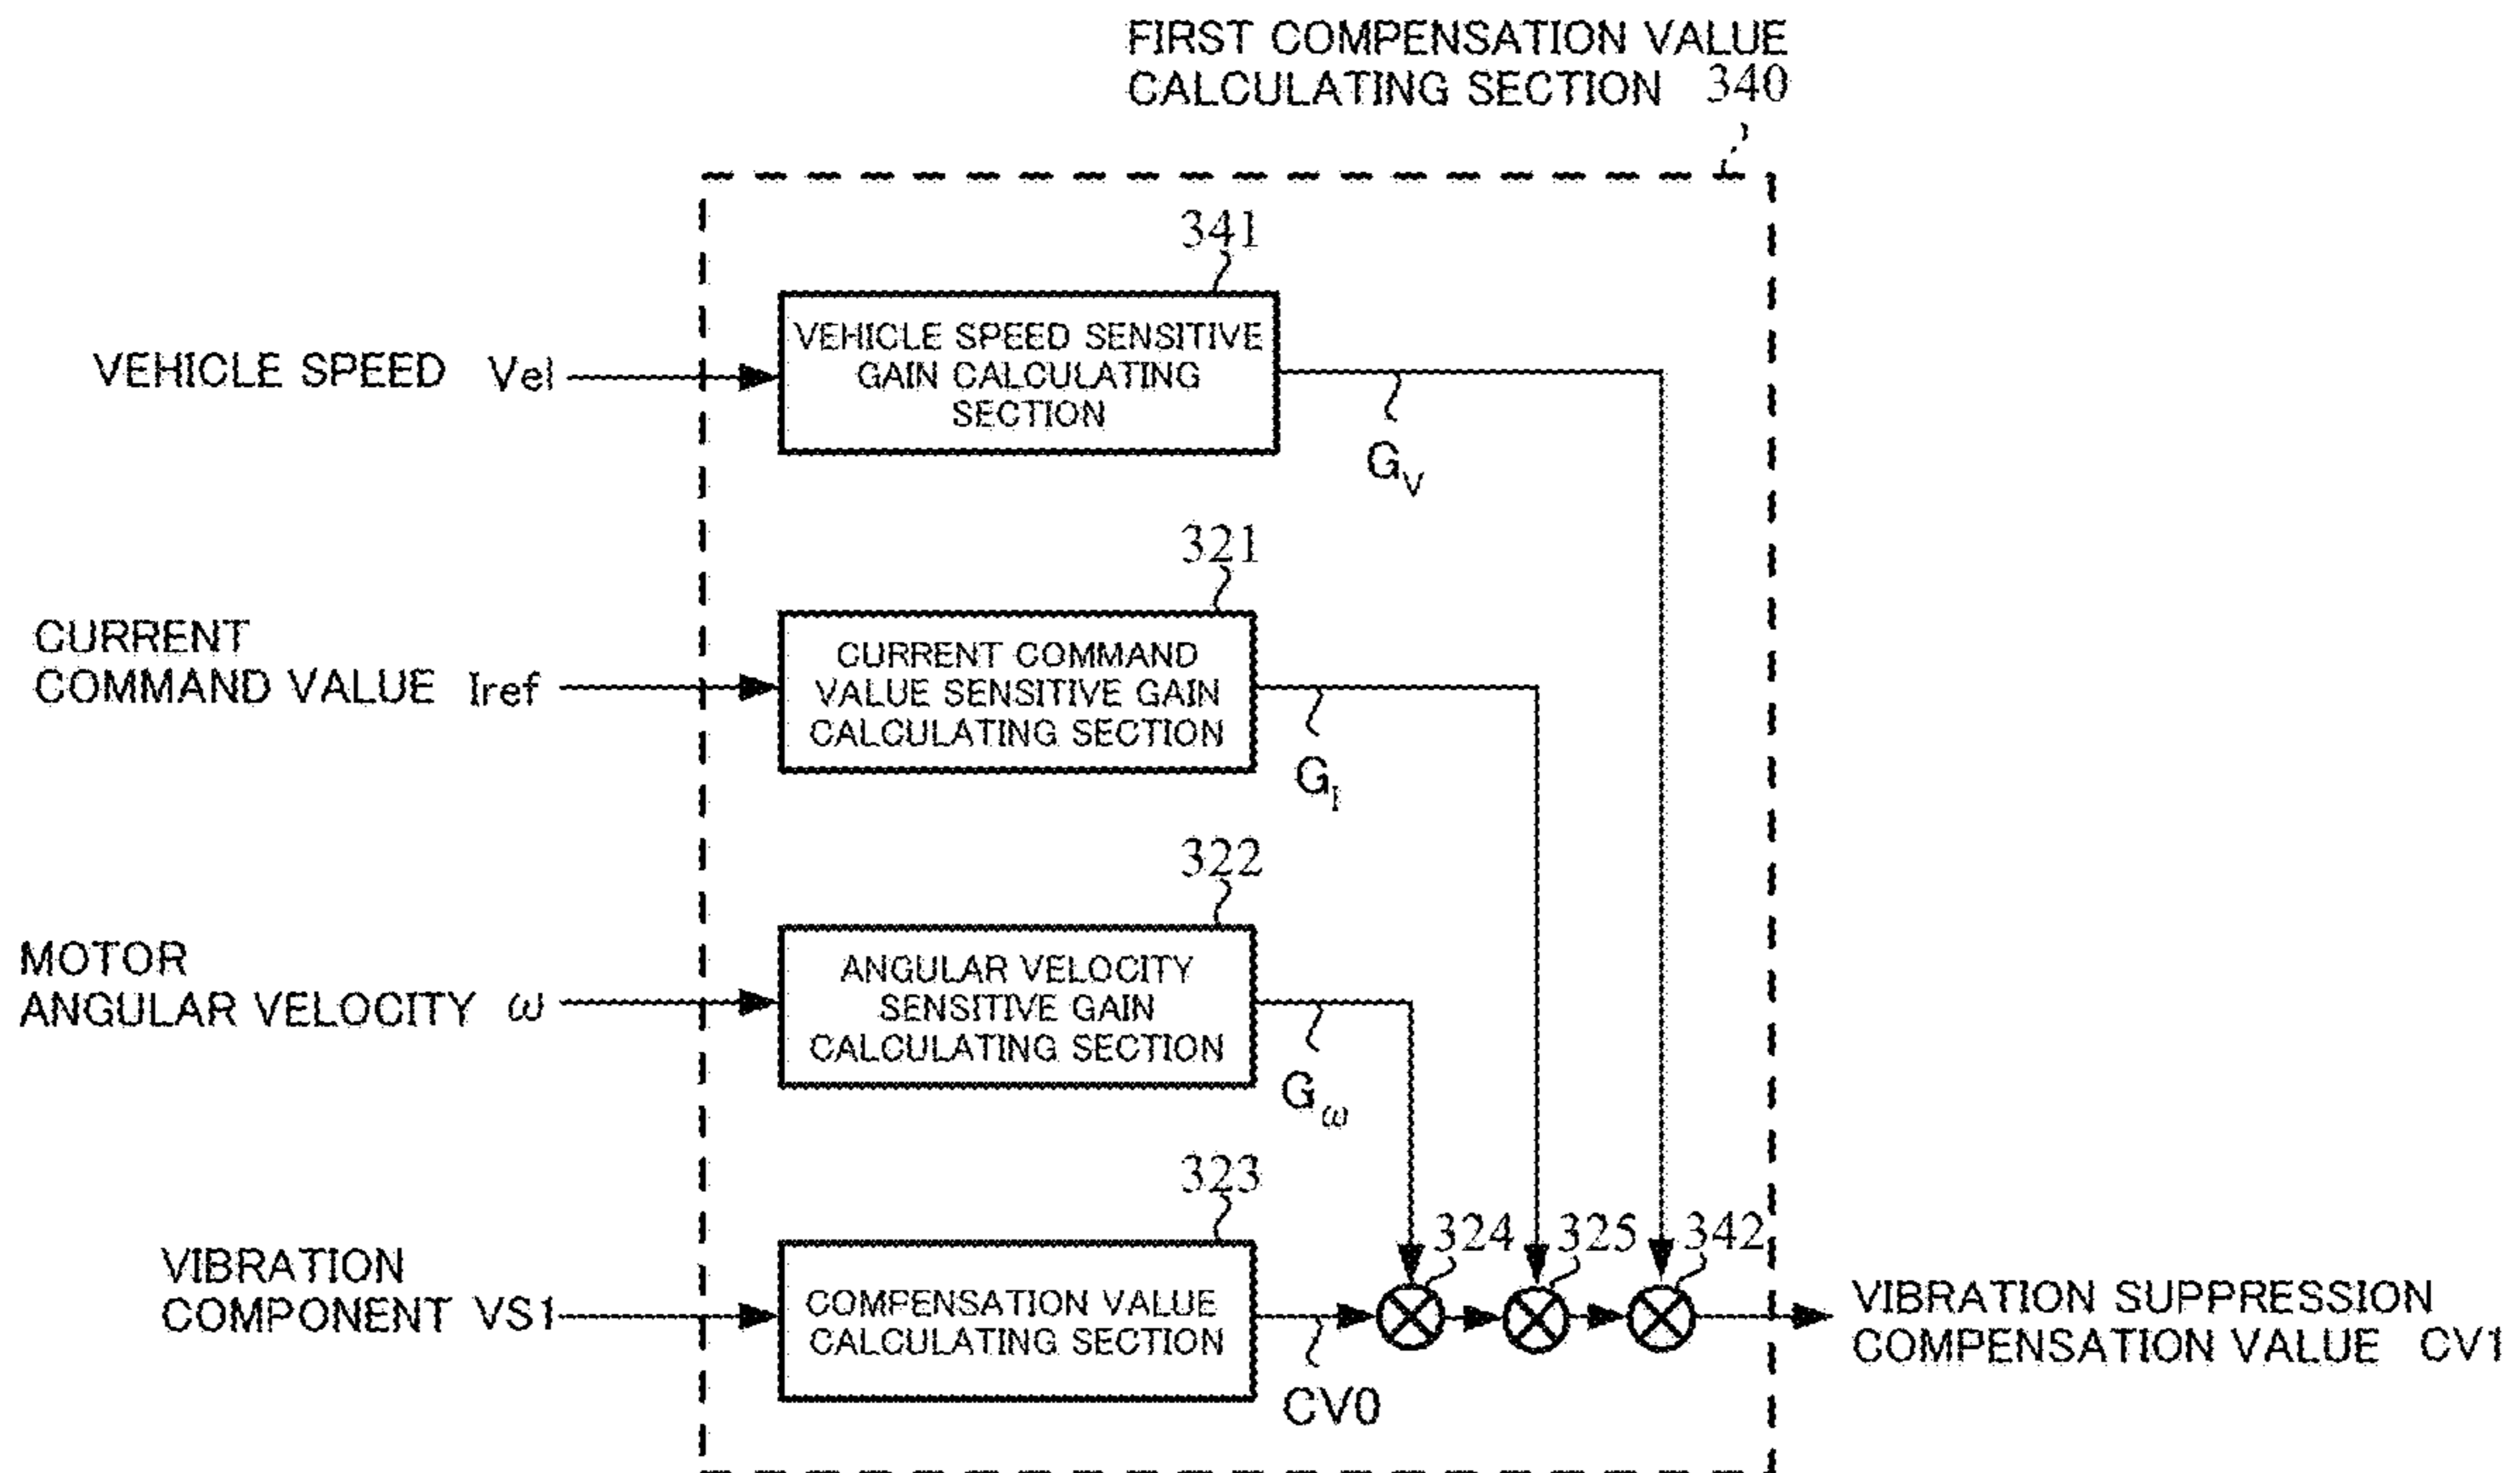 FIRST COMPENSATION VALUE
CALCULATING SECTION 340
341
VEHICLE SPEED Vel
VEHICLE SPEED SENSITIVE
GAIN CALCULATING
SECTION
GV
321
CURRENT
COMMAND VALUE Iref
CURRENT COMMAND
VALUE SENSITIVE GAIN
CALCULATING SECTION
GI
322
MOTOR
ANGULAR VELOCITY ω
ANGULAR VELOCITY
SENSITIVE GAIN
CALCULATING SECTION
Gω
323
324 325 342
VIBRATION
COMPONENT VS1
COMPENSATION VALUE
CALCULATING SECTION
CV0
VIBRATION SUPPRESSION
COMPENSATION VALUE CV1